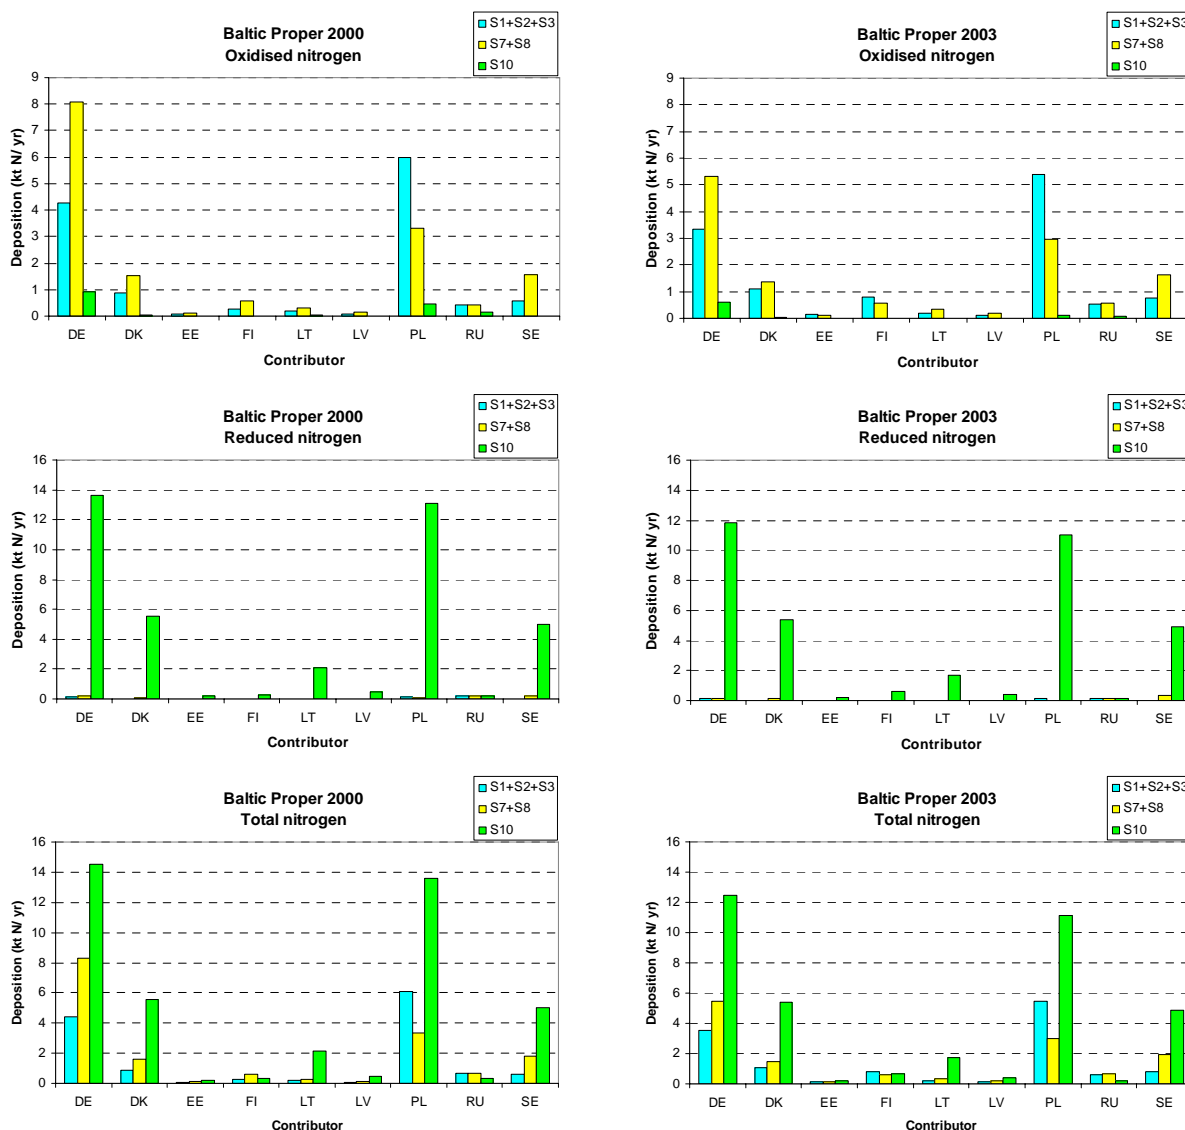 Baltic Proper 2000
Oxidised nitrogen
S1+S2+S3
S7+S8
S10
Deposition (kt N/ yr)
9
8
7
6
5
4
3
2
1
0
DE DK EE FI LT LV PL RU SE
Contributor
Baltic Proper 2003
Oxidised nitrogen
S1+S2+S3
S7+S8
S10
Deposition (kt N/ yr)
9
8
7
6
5
4
3
2
1
0
DE DK EE FI LT LV PL RU SE
Contributor
Baltic Proper 2000
Reduced nitrogen
S1+S2+S3
S7+S8
S10
Deposition (kt N/ yr)
16
14
12
10
8
6
4
2
0
DE DK EE FI LT LV PL RU SE
Contributor
Baltic Proper 2003
Reduced nitrogen
S1+S2+S3
S7+S8
S10
Deposition (kt N/ yr)
16
14
12
10
8
6
4
2
0
DE DK EE FI LT LV PL RU SE
Contributor
Baltic Proper 2000
Total nitrogen
S1+S2+S3
S7+S8
S10
Deposition (kt N/ yr)
16
14
12
10
8
6
4
2
0
DE DK EE FI LT LV PL RU SE
Contributor
Baltic Proper 2003
Total nitrogen
S1+S2+S3
S7+S8
S10
Deposition (kt N/ yr)
16
14
12
10
8
6
4
2
0
DE DK EE FI LT LV PL RU SE
Contributor